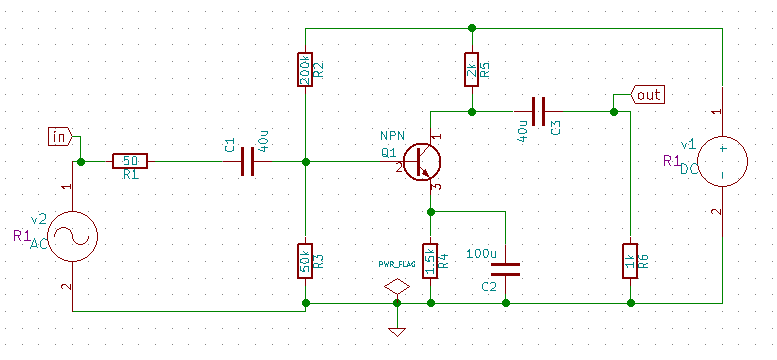 in
1
v2
R1
AC
2
50
R1
C1
40u
200k
R2
50k
R3
NPN
Q1
2
1
3
2k
R5
40u
C3
out
PWR_FLAG
1.5k
R4
100u
C2
1k
R6
1
v1
R1
DC
+
-
2